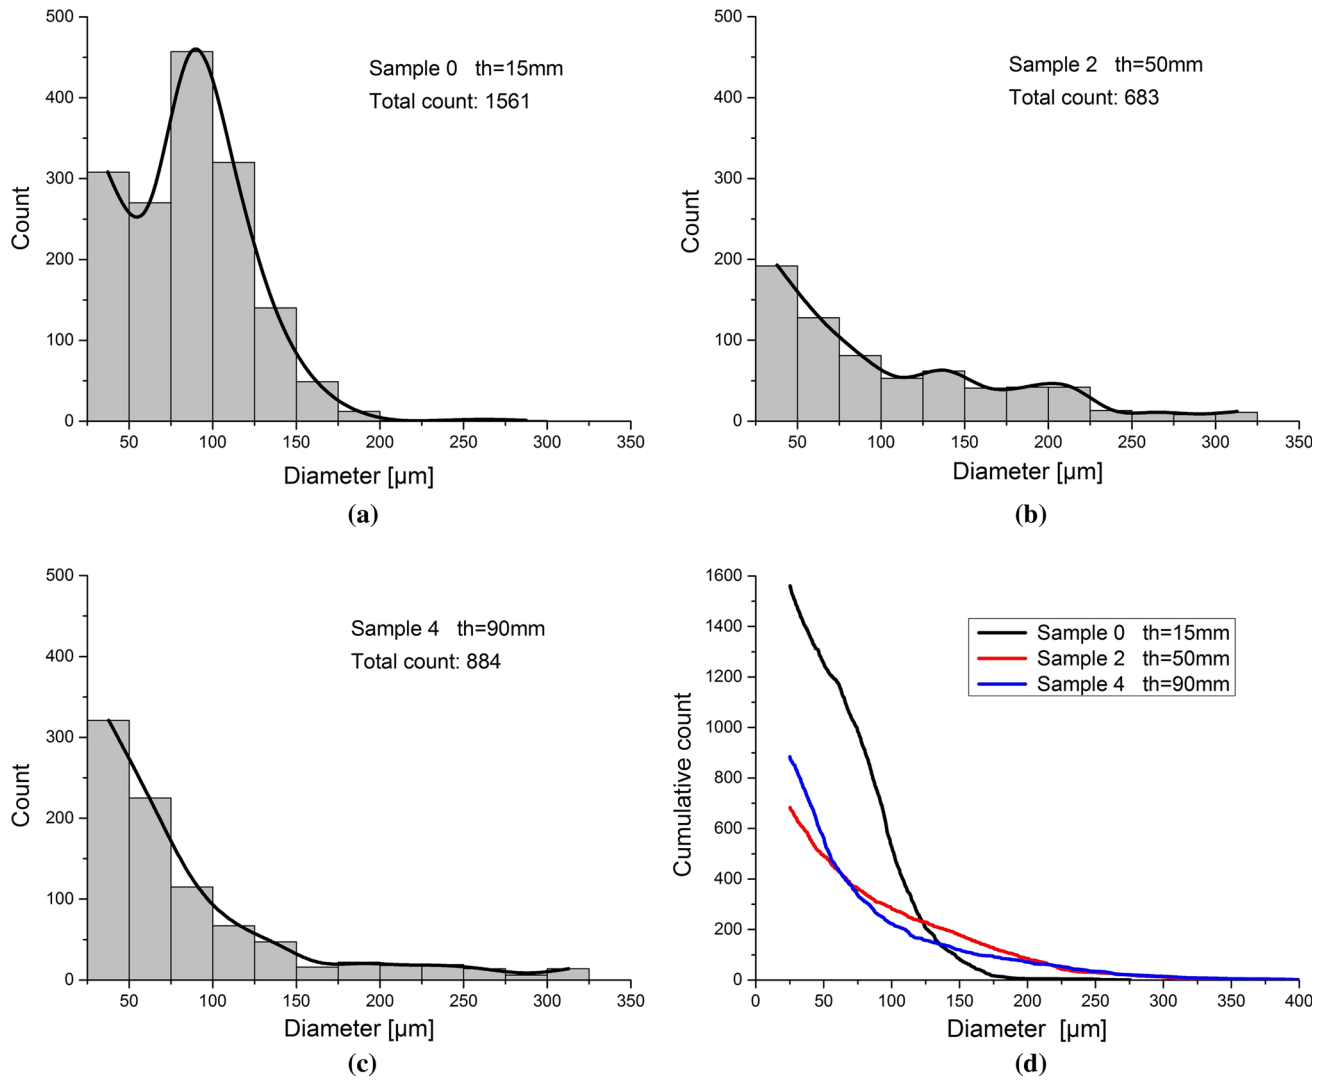 500
400
300
200
100
0
Count
Sample 0 th=15mm
Total count: 1561
50 100 150 200 250 300 350
Diameter [µm]
(a)
500
400
300
200
100
0
Count
Sample 2 th=50mm
Total count: 683
50 100 150 200 250 300 350
Diameter [µm]
(b)
500
400
300
200
100
0
Count
Sample 4 th=90mm
Total count: 884
50 100 150 200 250 300 350
Diameter [µm]
(c)
1600
1400
1200
1000
800
600
400
200
0
Cumulative count
Sample 0 th=15mm
Sample 2 th=50mm
Sample 4 th=90mm
0 50 100 150 200 250 300 350 400
Diameter [µm]
(d)